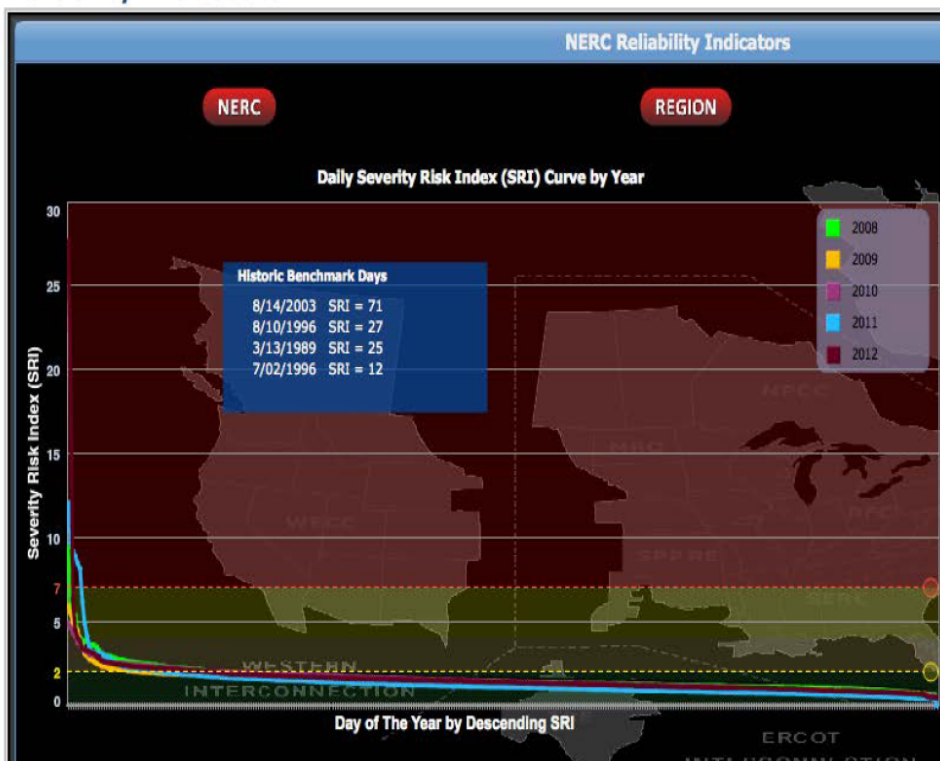 NERC Reliability Indicators
NERC
REGION
Daily Severity Risk Index (SRI) Curve by Year
30
25
20
15
10
7
5
2
0
Severity Risk Index (SRI)
Historic Benchmark Days
8/14/2003 SRI = 71
8/10/1996 SRI = 27
3/13/1989 SRI = 25
7/02/1996 SRI = 12
2008
2009
2010
2011
2012
NPCC
MRO
WECC
RFC
SPP RE
SERC
WESTERN
INTERCONNECTION
Day of The Year by Descending SRI
ERCOT
INTERCONNECTION